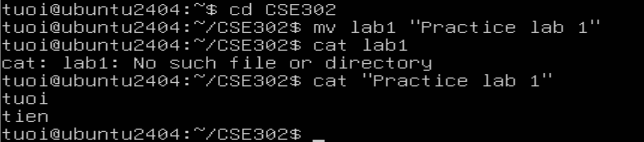 tuoi@ubuntu2404:~$ cd CSE302
tuoi@ubuntu2404:~/CSE302$ mv lab1 "Practice lab 1"
tuoi@ubuntu2404:~/CSE302$ cat lab1
cat: lab1: No such file or directory
tuoi@ubuntu2404:~/CSE302$ cat "Practice lab 1"
tuoi
tien
tuoi@ubuntu2404:~/CSE302$ _